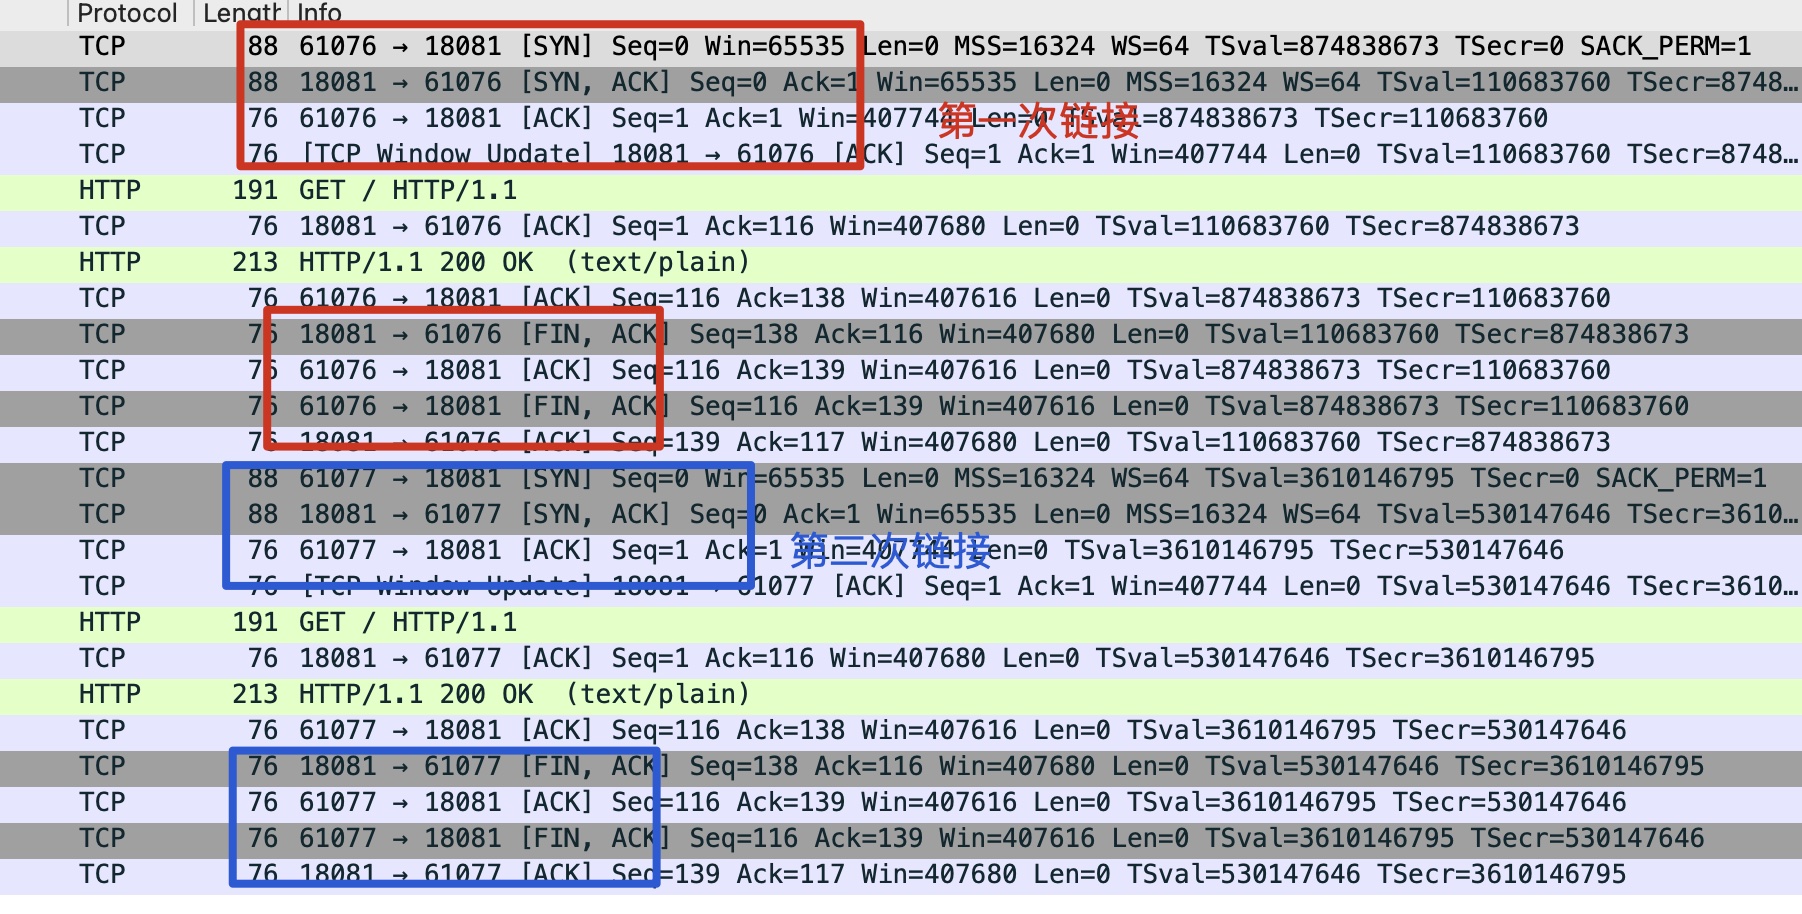 Protocol Length Info
TCP 88 61076 → 18081 [SYN] Seq=0 Win=65535 Len=0 MSS=16324 WS=64 TSval=874838673 TSecr=0 SACK_PERM=1
TCP 88 18081 → 61076 [SYN, ACK] Seq=0 Ack=1 Win=65535 Len=0 MSS=16324 WS=64 TSval=110683760 TSecr=8748…
TCP 76 61076 → 18081 [ACK] Seq=1 Ack=1 Win=407744 Len=0 TSval=874838673 TSecr=110683760
第一次链接
TCP 76 [TCP Window Update] 18081 → 61076 [ACK] Seq=1 Ack=1 Win=407744 Len=0 TSval=110683760 TSecr=8748…
HTTP 191 GET / HTTP/1.1
TCP 76 18081 → 61076 [ACK] Seq=1 Ack=116 Win=407680 Len=0 TSval=110683760 TSecr=874838673
HTTP 213 HTTP/1.1 200 OK (text/plain)
TCP 76 61076 → 18081 [ACK] Seq=116 Ack=138 Win=407616 Len=0 TSval=874838673 TSecr=110683760
TCP 76 18081 → 61076 [FIN, ACK] Seq=138 Ack=116 Win=407680 Len=0 TSval=110683760 TSecr=874838673
TCP 76 61076 → 18081 [ACK] Seq=116 Ack=139 Win=407616 Len=0 TSval=874838673 TSecr=110683760
TCP 76 61076 → 18081 [FIN, ACK] Seq=116 Ack=139 Win=407616 Len=0 TSval=874838673 TSecr=110683760
TCP 76 18081 → 61076 [ACK] Seq=139 Ack=117 Win=407680 Len=0 TSval=110683760 TSecr=874838673
TCP 88 61077 → 18081 [SYN] Seq=0 Win=65535 Len=0 MSS=16324 WS=64 TSval=3610146795 TSecr=0 SACK_PERM=1
TCP 88 18081 → 61077 [SYN, ACK] Seq=0 Ack=1 Win=65535 Len=0 MSS=16324 WS=64 TSval=530147646 TSecr=3610…
TCP 76 61077 → 18081 [ACK] Seq=1 Ack=1 Win=407744 Len=0 TSval=3610146795 TSecr=530147646
第二次链接
TCP 76 [TCP Window Update] 18081 → 61077 [ACK] Seq=1 Ack=1 Win=407744 Len=0 TSval=530147646 TSecr=3610…
HTTP 191 GET / HTTP/1.1
TCP 76 18081 → 61077 [ACK] Seq=1 Ack=116 Win=407680 Len=0 TSval=530147646 TSecr=3610146795
HTTP 213 HTTP/1.1 200 OK (text/plain)
TCP 76 61077 → 18081 [ACK] Seq=116 Ack=138 Win=407616 Len=0 TSval=3610146795 TSecr=530147646
TCP 76 18081 → 61077 [FIN, ACK] Seq=138 Ack=116 Win=407680 Len=0 TSval=530147646 TSecr=3610146795
TCP 76 61077 → 18081 [ACK] Seq=116 Ack=139 Win=407616 Len=0 TSval=3610146795 TSecr=530147646
TCP 76 61077 → 18081 [FIN, ACK] Seq=116 Ack=139 Win=407616 Len=0 TSval=3610146795 TSecr=530147646
TCP 76 18081 → 61077 [ACK] Seq=139 Ack=117 Win=407680 Len=0 TSval=530147646 TSecr=3610146795